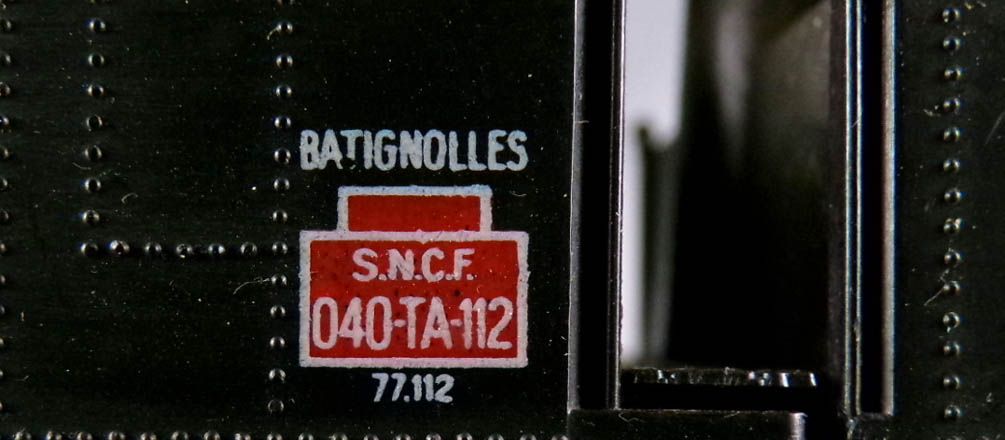 BATIGNOLLES
S.N.C.F.
040-TA-112
77.112